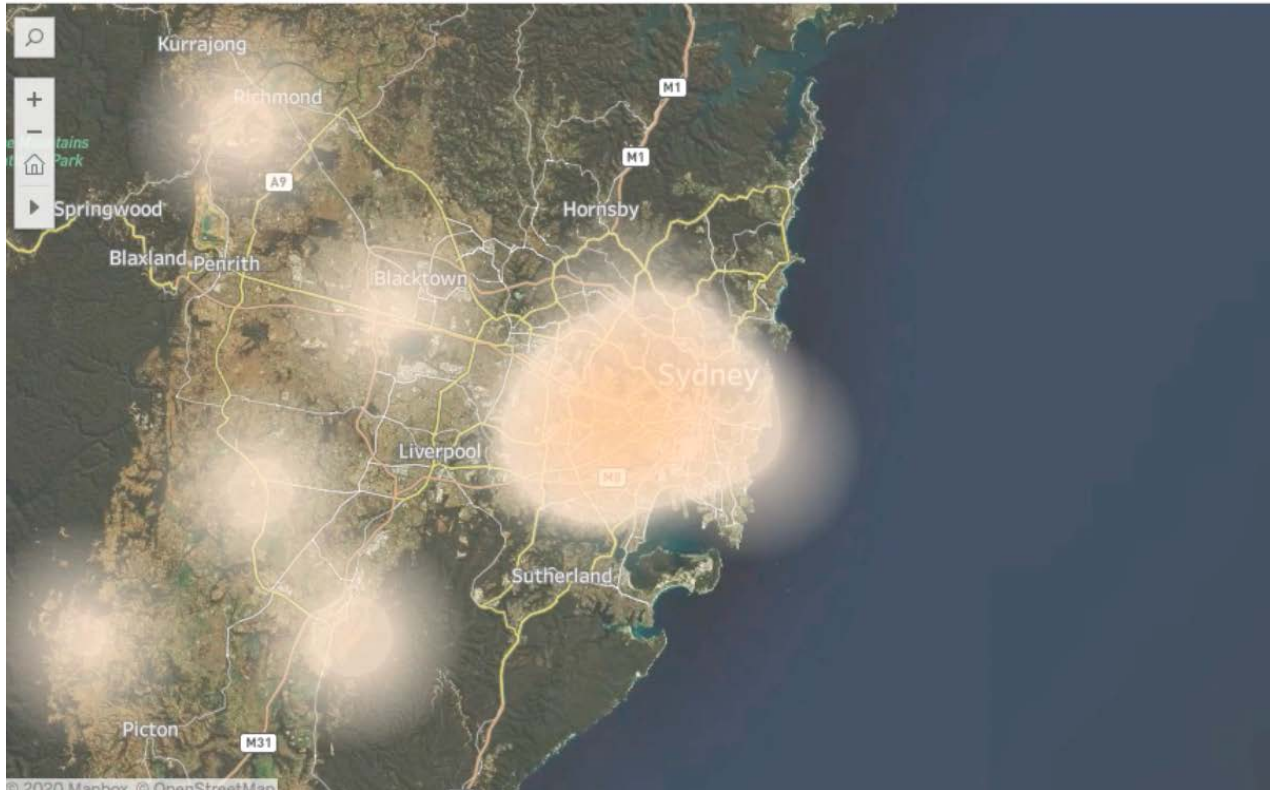 Kurrajong
Richmond
M1
tains
Park
M1
A9
Springwood
Hornsby
Blaxland
Penrith
Blacktown
Sydney
Liverpool
M8
Sutherland
Picton
M31
© 2020 Mapbox © OpenStreetMap